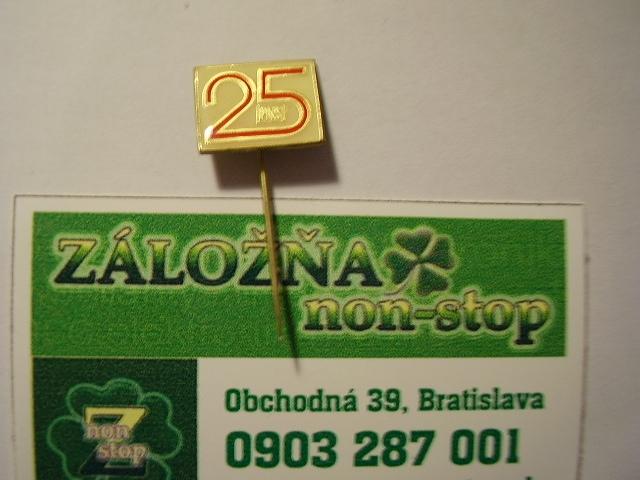 25
ZÁLOŽŇA
non-stop
Obchodná 39, Bratislava
0903 287 001
Z
non
stop